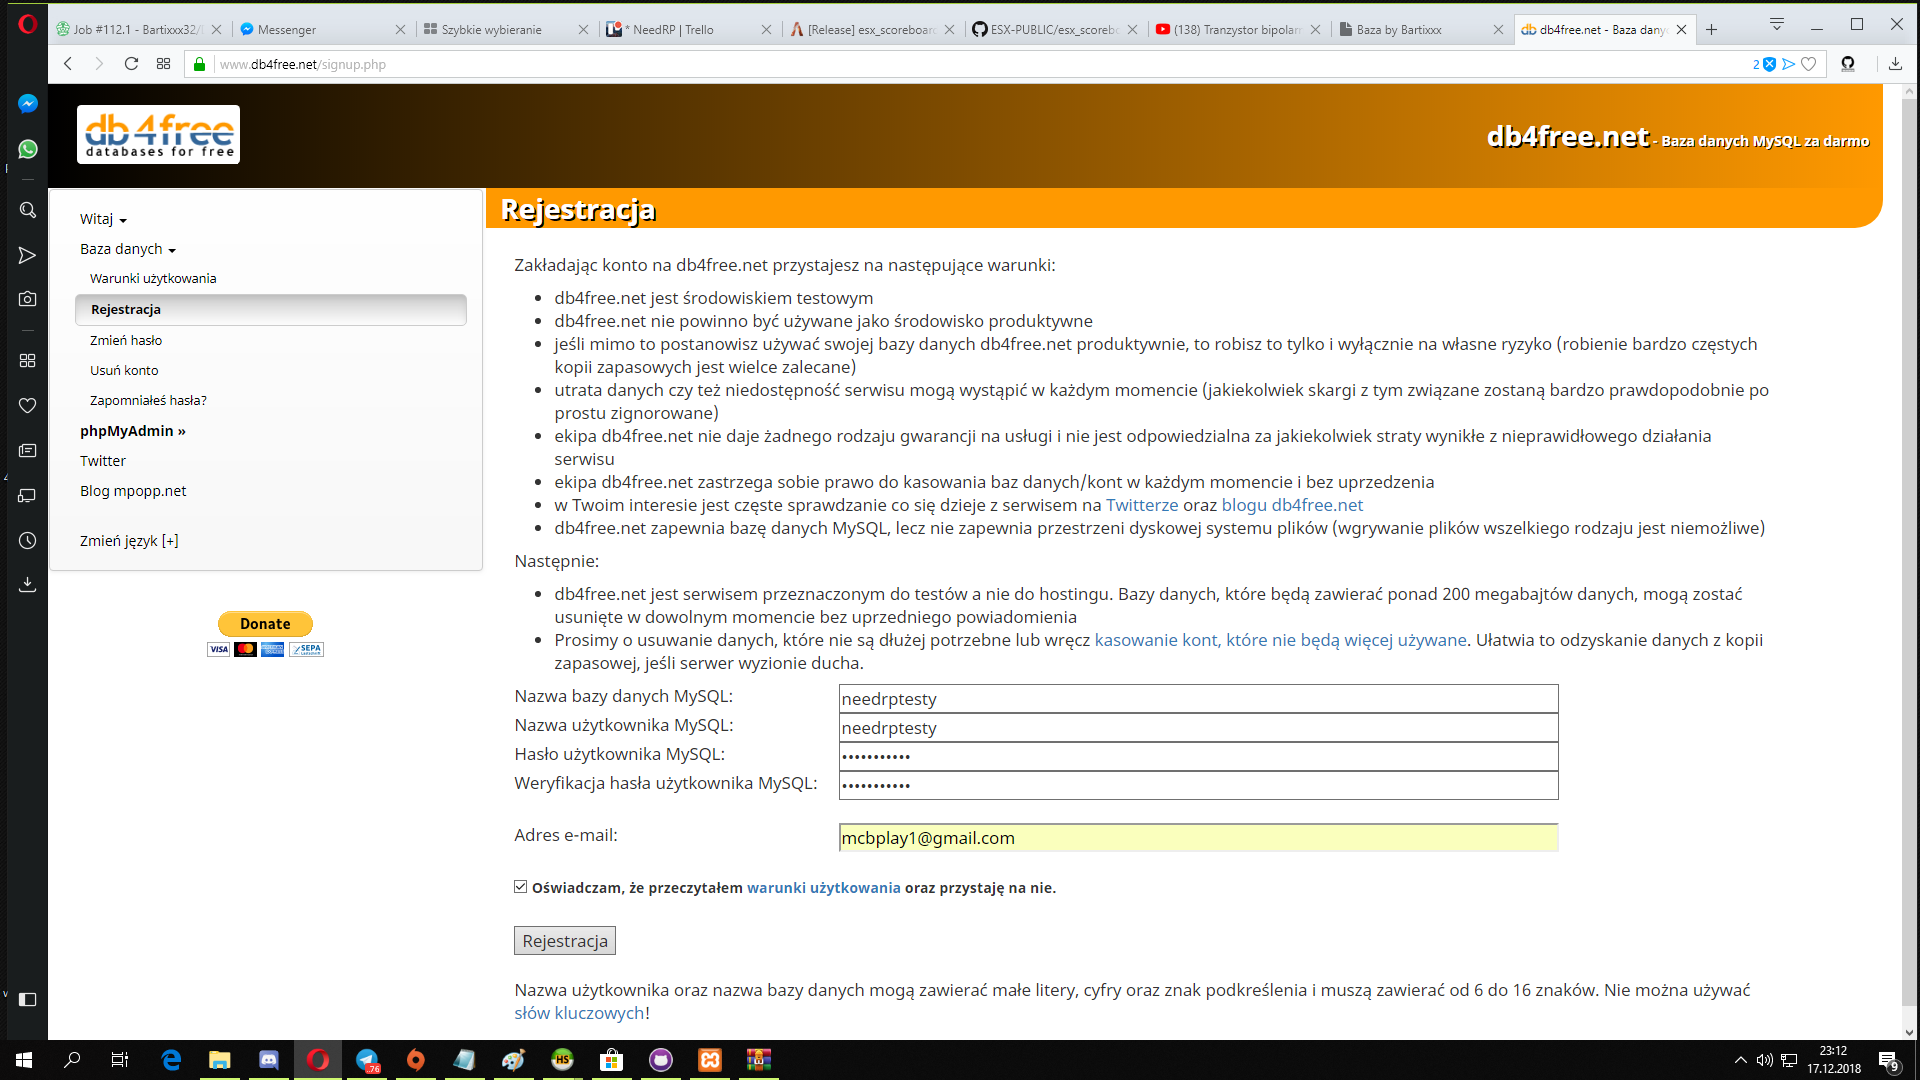 Job #112.1 - Bartixxx32/
Messenger
Szybkie wybieranie
* NeedRP | Trello
[Release] esx_scoreboar
ESX-PUBLIC/esx_scorebo
(138) Tranzystor bipolarn
Baza by Bartixxx
db4free.net - Baza dany
www.db4free.net/signup.php
2
db4free
databases for free
db4free.net - Baza danych MySQL za darmo
Witaj
Baza danych
Warunki użytkowania
Rejestracja
Zmień hasło
Usuń konto
Zapomniałeś hasła?
phpMyAdmin »
Twitter
Blog mpopp.net
Zmień język [+]
Donate
VISA
SEPA
Rejestracja
Zakładając konto na db4free.net przystajesz na następujące warunki:
db4free.net jest środowiskiem testowym
db4free.net nie powinno być używane jako środowisko produktywne
jeśli mimo to postanowisz używać swojej bazy danych db4free.net produktywnie, to robisz to tylko i wyłącznie na własne ryzyko (robienie bardzo częstych
kopii zapasowych jest wielce zalecane)
utrata danych czy też niedostępność serwisu mogą wystąpić w każdym momencie (jakiekolwiek skargi z tym związane zostaną bardzo prawdopodobnie po
prostu zignorowane)
ekipa db4free.net nie daje żadnego rodzaju gwarancji na usługi i nie jest odpowiedzialna za jakiekolwiek straty wynikłe z nieprawidłowego działania
serwisu
ekipa db4free.net zastrzega sobie prawo do kasowania baz danych/kont w każdym momencie i bez uprzedzenia
w Twoim interesie jest częste sprawdzanie co się dzieje z serwisem na Twitterze oraz blogu db4free.net
db4free.net zapewnia bazę danych MySQL, lecz nie zapewnia przestrzeni dyskowej systemu plików (wgrywanie plików wszelkiego rodzaju jest niemożliwe)
Następnie:
db4free.net jest serwisem przeznaczonym do testów a nie do hostingu. Bazy danych, które będą zawierać ponad 200 megabajtów danych, mogą zostać
usunięte w dowolnym momencie bez uprzedniego powiadomienia
Prosimy o usuwanie danych, które nie są dłużej potrzebne lub wręcz kasowanie kont, które nie będą więcej używane. Ułatwia to odzyskanie danych z kopii
zapasowej, jeśli serwer wyzionie ducha.
Nazwa bazy danych MySQL: needrptesty
Nazwa użytkownika MySQL: needrptesty
Hasło użytkownika MySQL: •••••••••••
Weryfikacja hasła użytkownika MySQL: •••••••••••
Adres e-mail: mcbplay1@gmail.com
Oświadczam, że przeczytałem warunki użytkowania oraz przystaję na nie.
Rejestracja
Nazwa użytkownika oraz nazwa bazy danych mogą zawierać małe litery, cyfry oraz znak podkreślenia i muszą zawierać od 6 do 16 znaków. Nie można używać
słów kluczowych!
.76
HS
23:12
17.12.2018
9